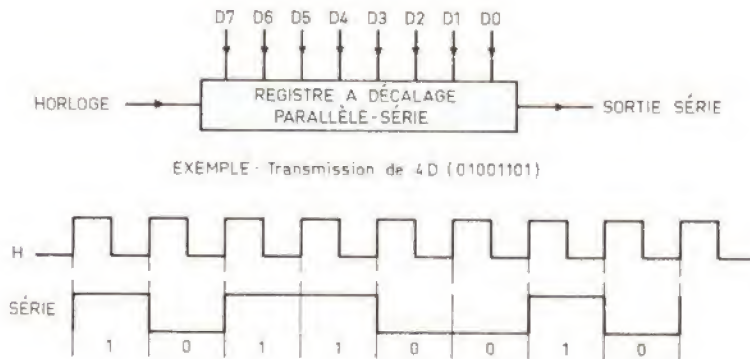 D7 D6 D5 D4 D3 D2 D1 D0
HORLOGE
REGISTRE A DÉCALAGE
PARALLÈLE-SÉRIE
SORTIE SÉRIE
EXEMPLE - Transmission de 4D (01001101)
H
SÉRIE
1 0 1 1 0 0 1 0